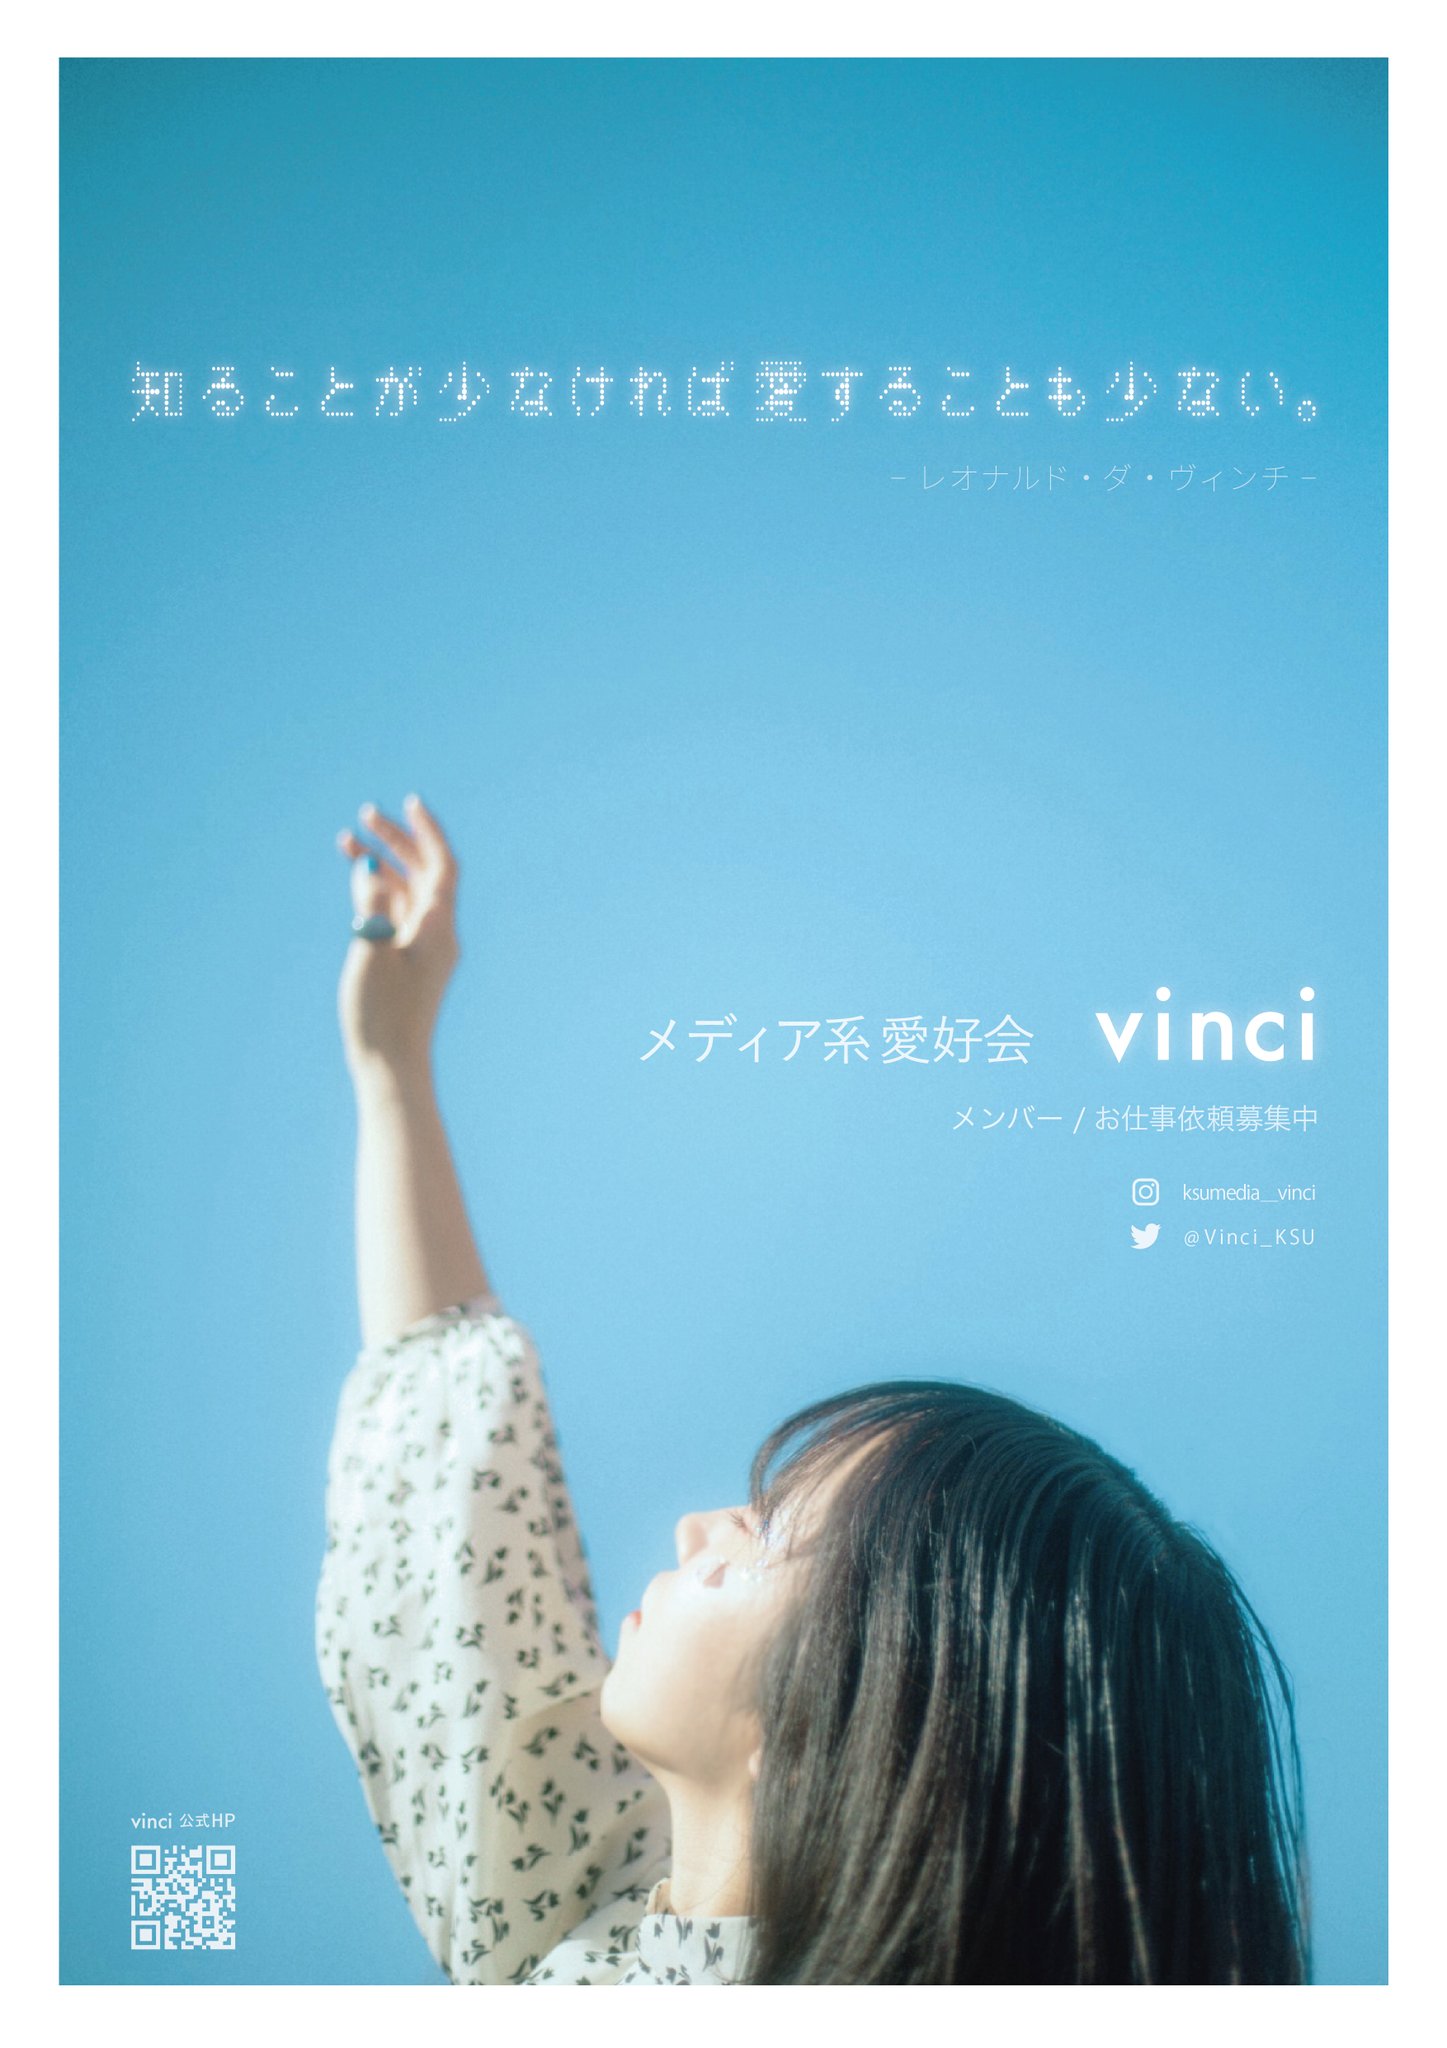 知ることが少なければ愛することも少ない。
– レオナルド・ダ・ヴィンチ –
メディア系 愛好会 vinci
メンバー / お仕事依頼募集中
ksumedia__vinci
@Vinci_KSU
vinci 公式HP